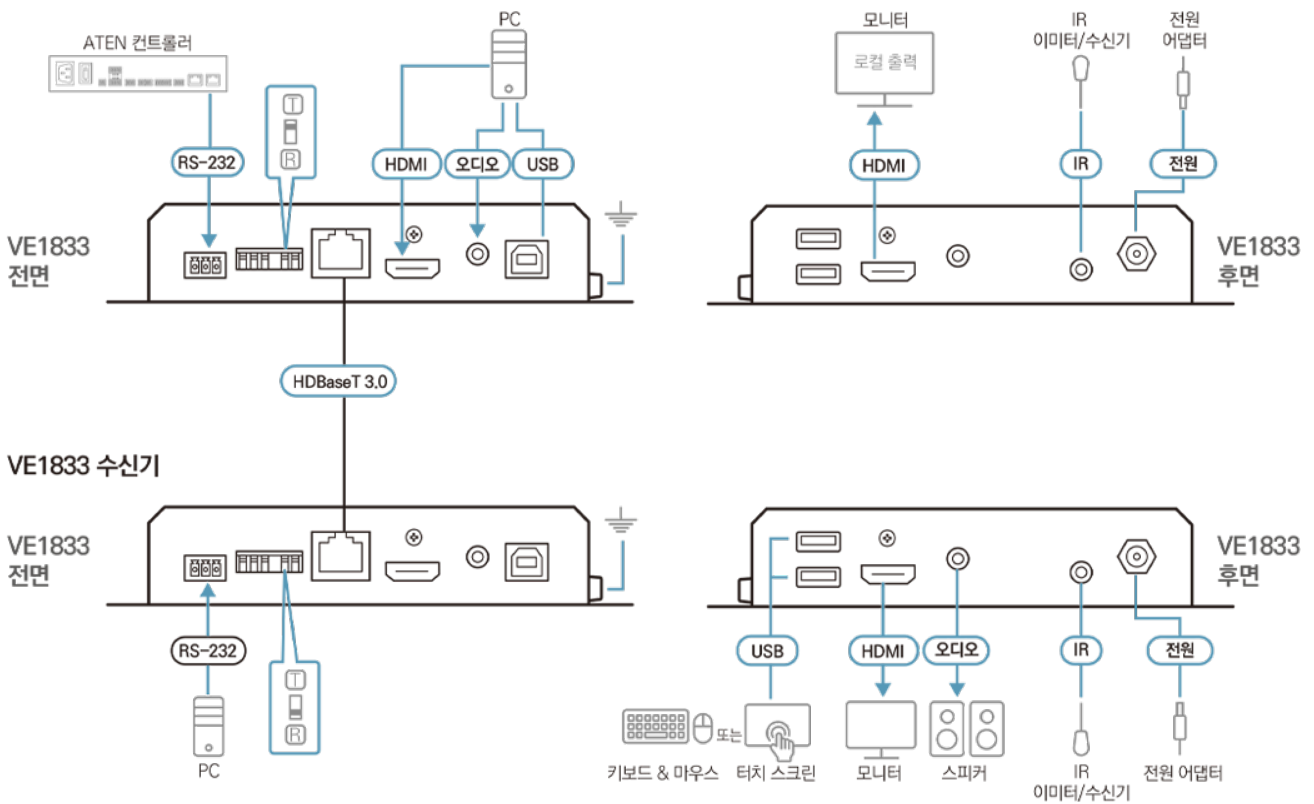 ATEN 컨트롤러
PC
모니터
로컬 출력
IR
이미터/수신기
전원
어댑터
T
R
RS-232
HDMI
오디오
USB
HDMI
IR
전원
VE1833
전면
VE1833
후면
HDBaseT 3.0
VE1833 수신기
VE1833
전면
VE1833
후면
RS-232
T
R
PC
USB
HDMI
오디오
IR
전원
또는
키보드 & 마우스
터치 스크린
모니터
스피커
IR
이미터/수신기
전원 어댑터